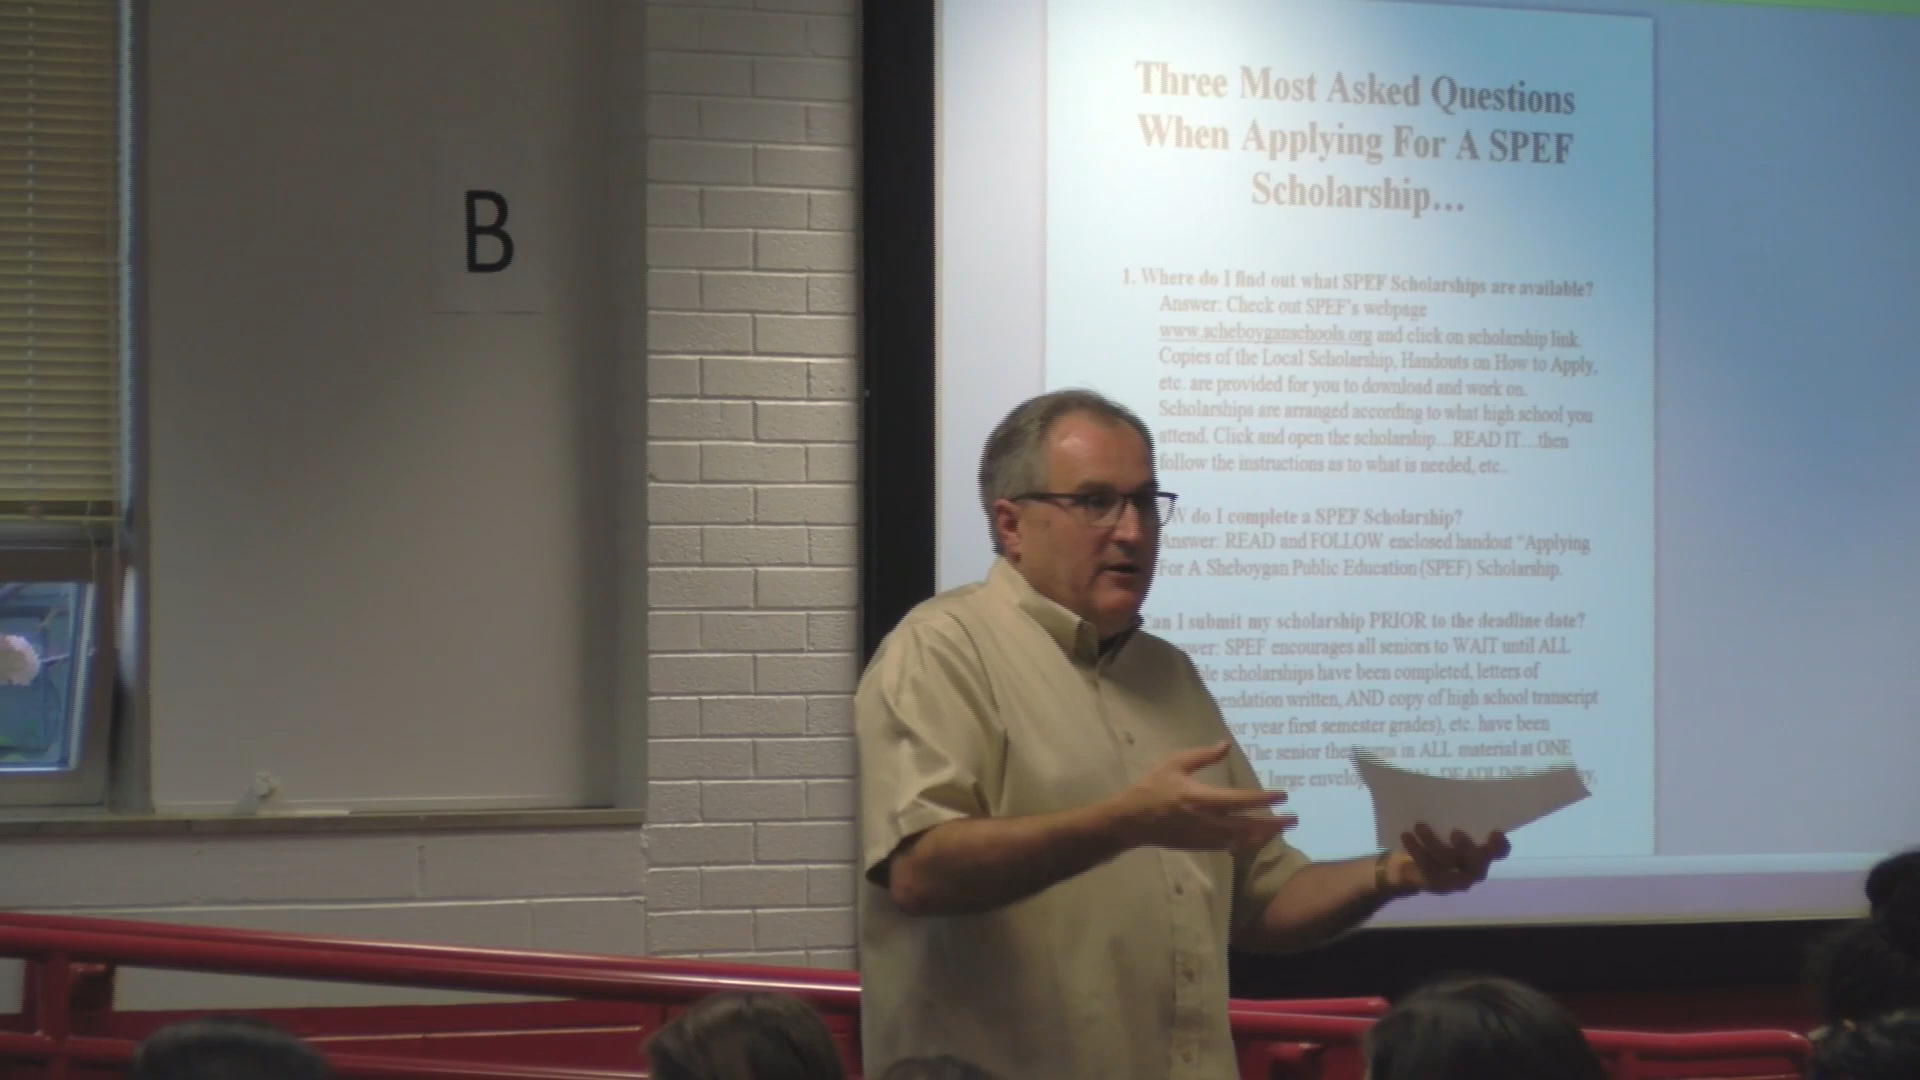 B
Three Most Asked Questions
When Applying For A SPEF
Scholarship...
1. Where do I find out what SPEF Scholarships are available?
Answer: Check out SPEF's webpage
www.scheboyganschools.org and click on scholarship link.
Copies of the Local Scholarship, Handouts on How to Apply,
etc. are provided for you to download and work on.
Scholarships are arranged according to what high school you
attend. Click and open the scholarship...READ IT...then
follow the instructions as to what is needed, etc..
do I complete a SPEF Scholarship?
Answer: READ and FOLLOW enclosed handout "Applying
For A Sheboygan Public Education (SPEF) Scholarship.
Can I submit my scholarship PRIOR to the deadline date?
SPEF encourages all seniors to WAIT until ALL
scholarships have been completed, letters of
written, AND copy of high school transcript
year first semester grades), etc. have been
The senior in ALL material at ONE
large